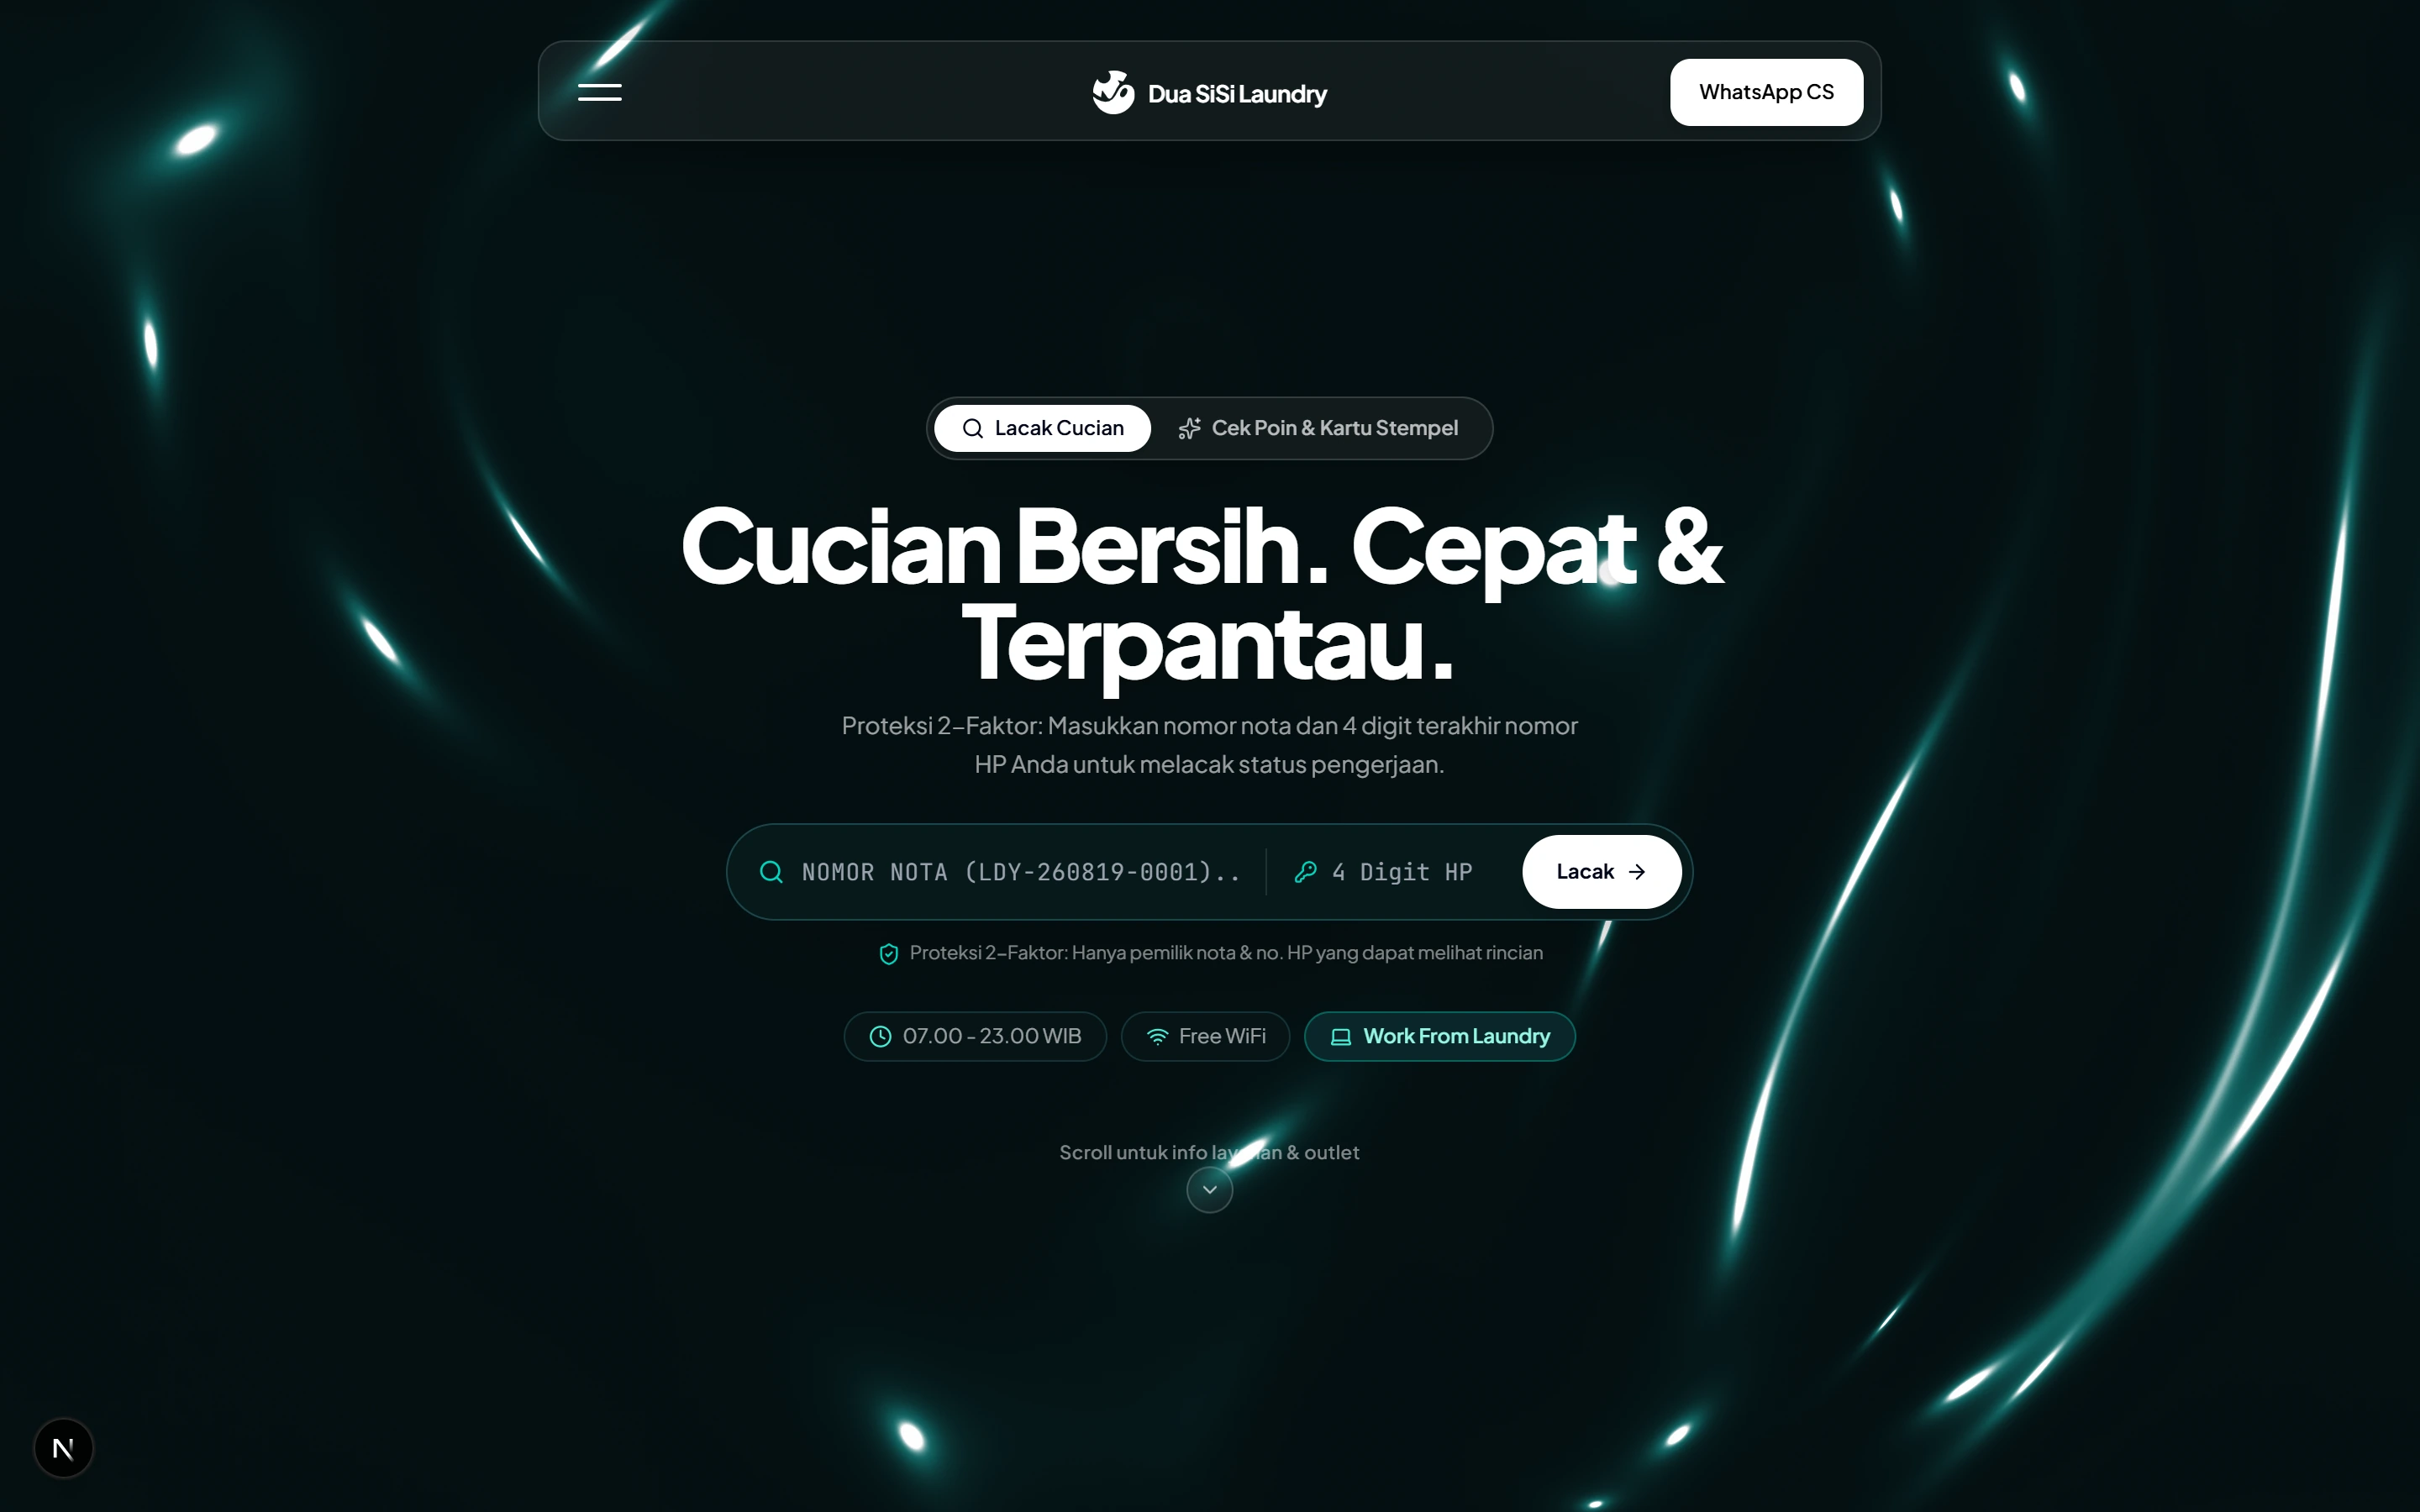 Dua SiSi Laundry
WhatsApp CS
Lacak Cucian
Cek Poin & Kartu Stempel
Cucian Bersih. Cepat &
Terpantau.
Proteksi 2-Faktor: Masukkan nomor nota dan 4 digit terakhir nomor
HP Anda untuk melacak status pengerjaan.
NOMOR NOTA (LDY-260819-0001)..
4 Digit HP
Lacak
Proteksi 2-Faktor: Hanya pemilik nota & no. HP yang dapat melihat rincian
07.00 - 23.00 WIB
Free WiFi
Work From Laundry
Scroll untuk info layanan & outlet
N